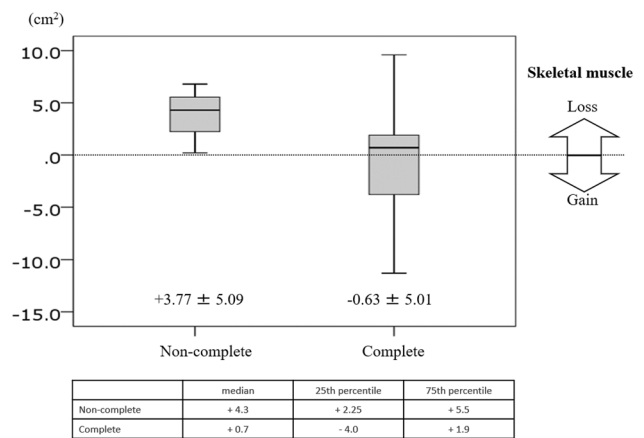 (cm²)
10.0
5.0
.0
-5.0
-10.0
-15.0
+3.77 ± 5.09
-0.63 ± 5.01
Non-complete
Complete
Skeletal muscle
Loss
Gain
median 25th percentile 75th percentile
Non-complete + 4.3 + 2.25 + 5.5
Complete + 0.7 - 4.0 + 1.9